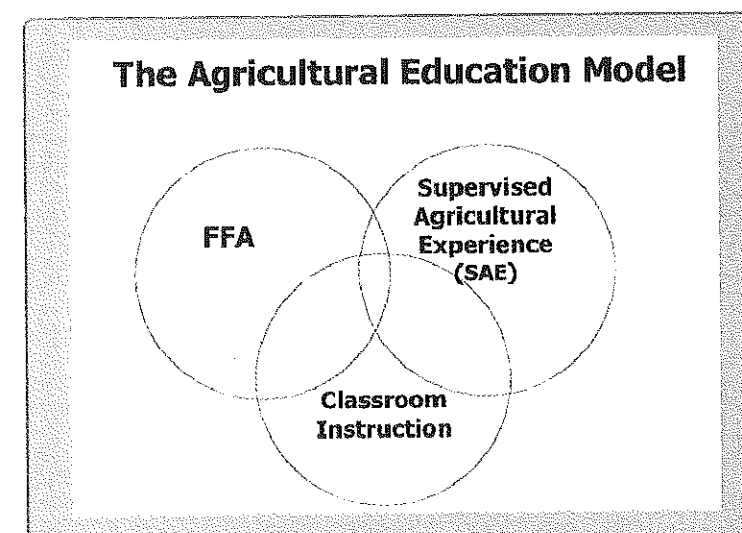 The Agricultural Education Model
FFA
Supervised
Agricultural
Experience
(SAE)
Classroom
Instruction